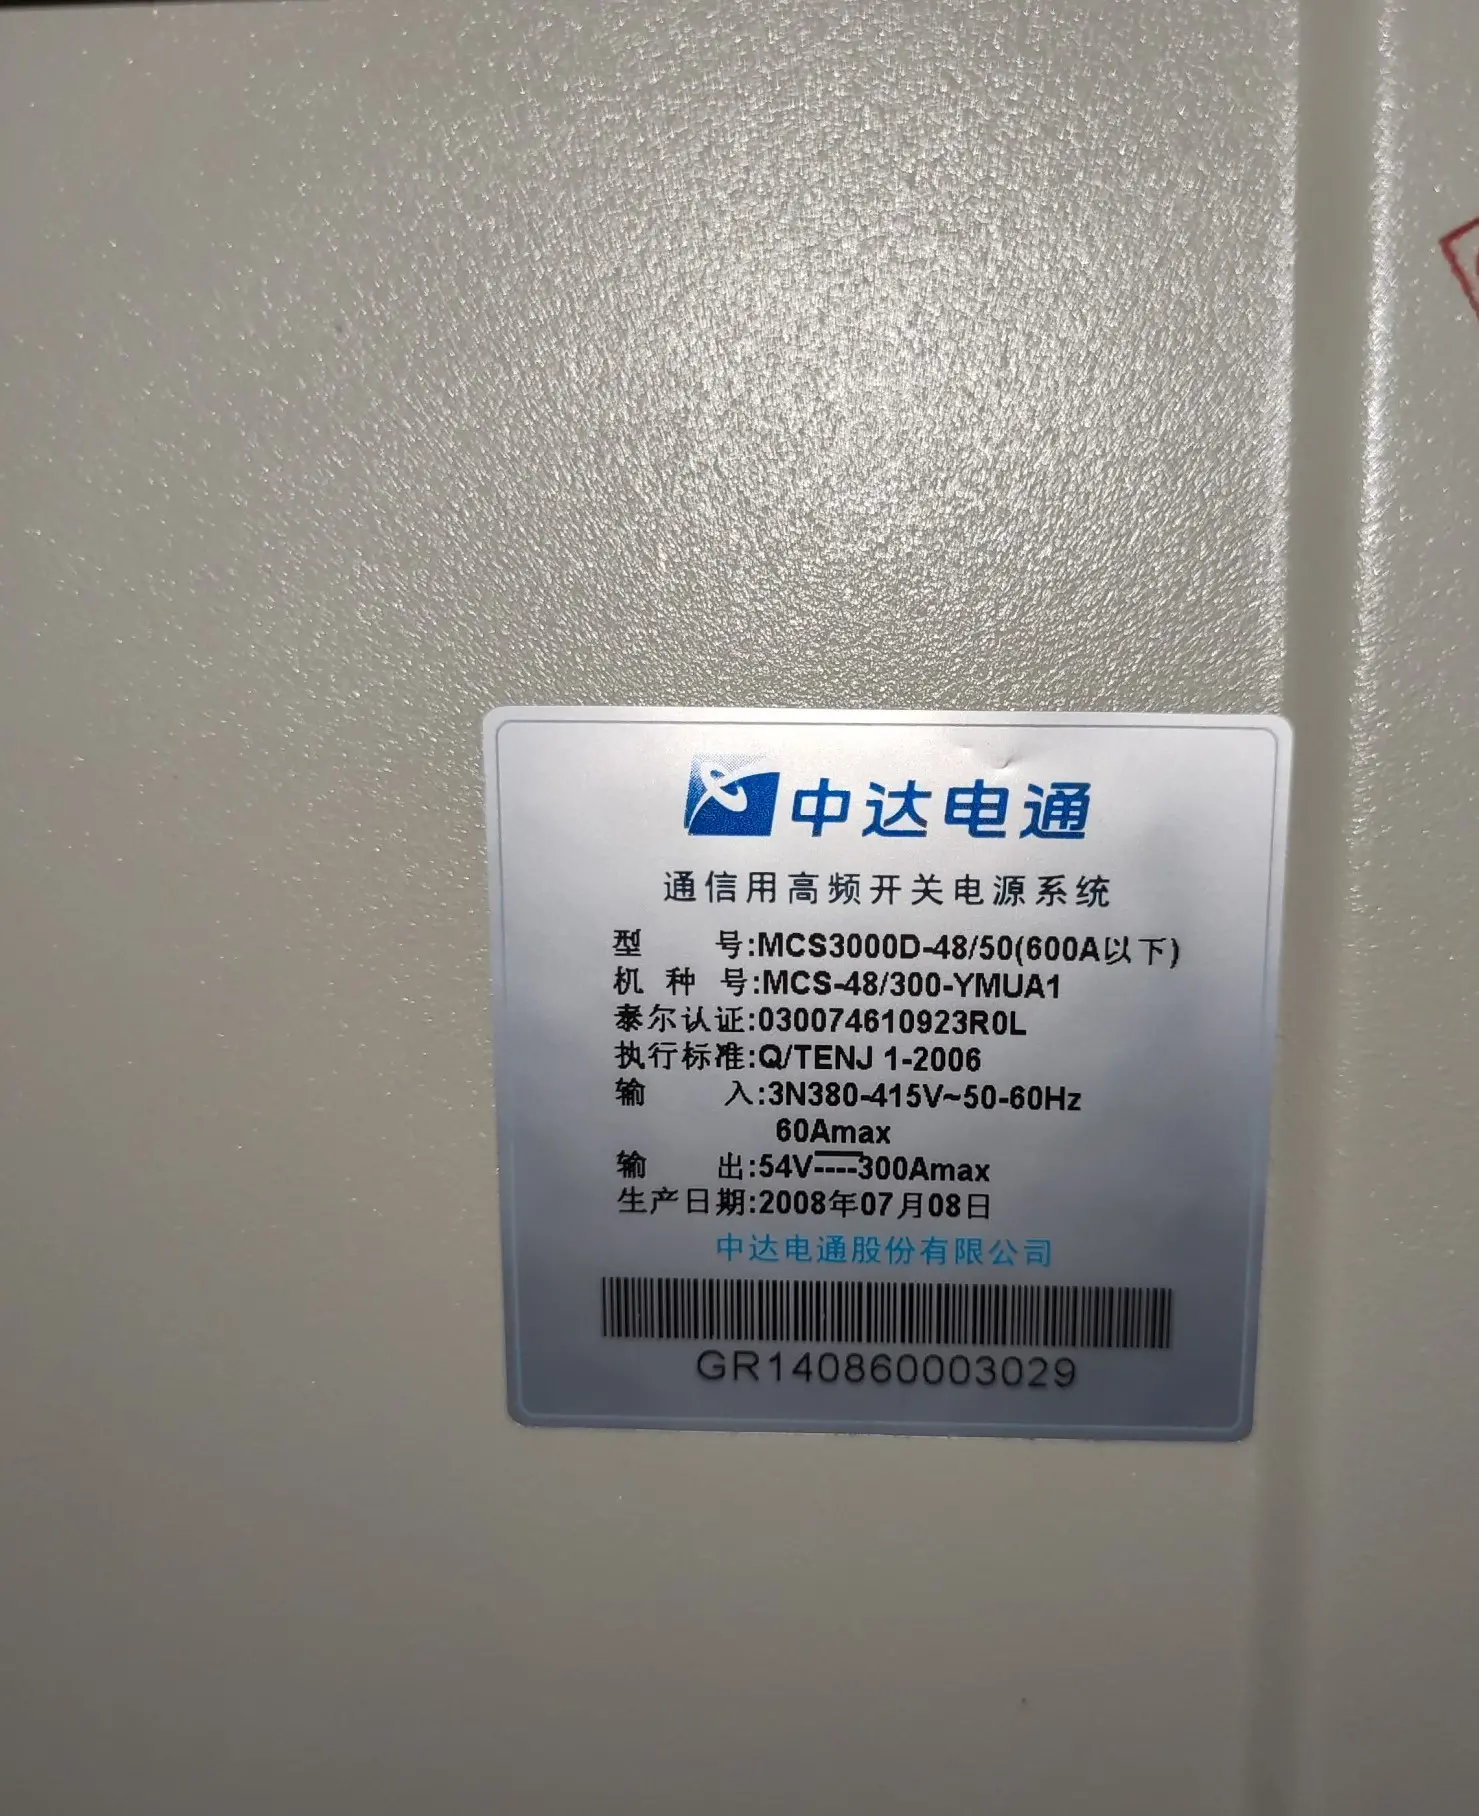 中达电通
通信用高频开关电源系统
型 号:MCS3000D-48/50(600A以下)
机 种 号:MCS-48/300-YMUA1
泰尔认证:030074610923R0L
执行标准:Q/TENJ 1-2006
输 入:3N380-415V~50-60Hz
60Amax
输 出:54V----300Amax
生产日期:2008年07月08日
中达电通股份有限公司
GR140860003029